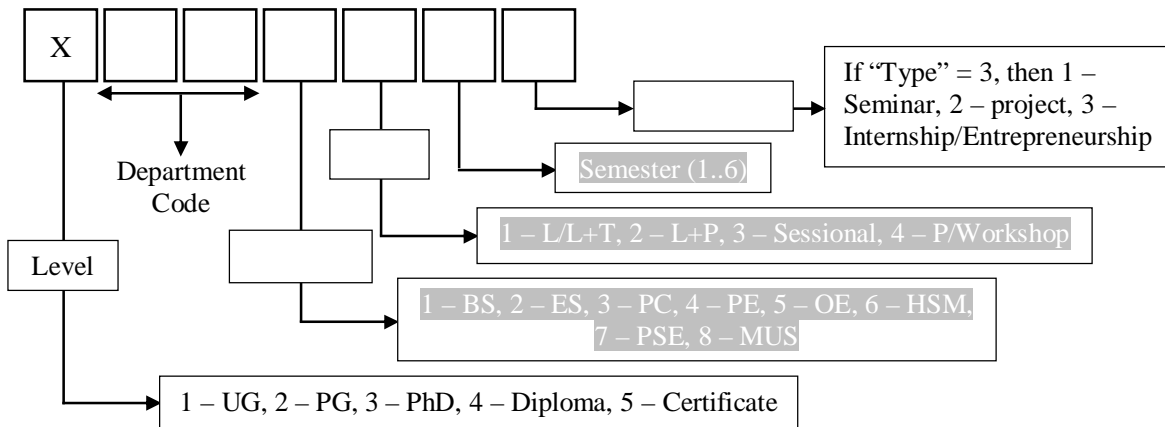 X
If “Type” = 3, then 1 –
Seminar, 2 – project, 3 –
Internship/Entrepreneurship
Semester (1..6)
Department
Code
1 – L/L+T, 2 – L+P, 3 – Sessional, 4 – P/Workshop
Level
1 – BS, 2 – ES, 3 – PC, 4 – PE, 5 – OE, 6 – HSM,
7 – PSE, 8 – MUS
1 – UG, 2 – PG, 3 – PhD, 4 – Diploma, 5 – Certificate